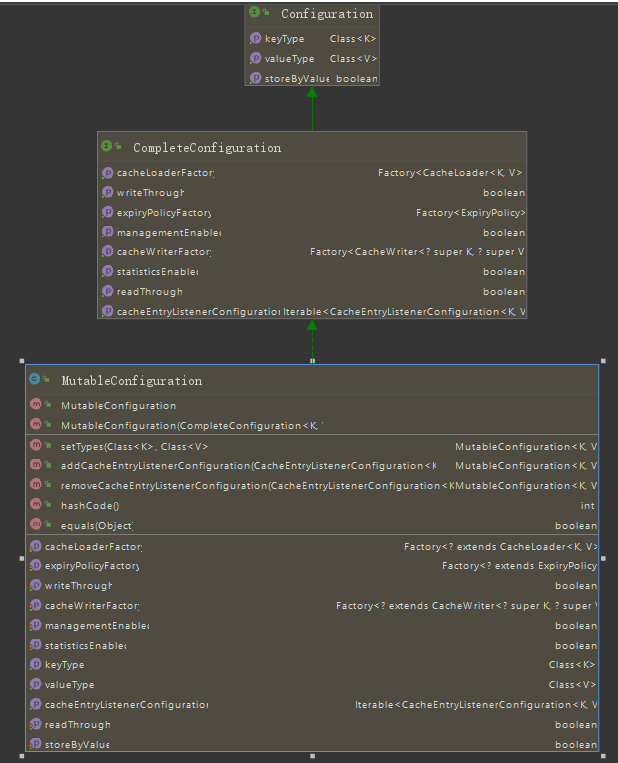 Configuration
keyType Class<K>
valueType Class<V>
storeByValue boolean
CompleteConfiguration
cacheLoaderFactory Factory<CacheLoader<K, V>
writeThrough boolean
expiryPolicyFactory Factory<ExpiryPolicy>
managementEnabled boolean
cacheWriterFactory Factory<CacheWriter<? super K, ? super V
statisticsEnabled boolean
readThrough boolean
cacheEntryListenerConfiguration Iterable<CacheEntryListenerConfiguration<K, V
MutableConfiguration
MutableConfiguration
MutableConfiguration(CompleteConfiguration<K,
setTypes(Class<K>, Class<V> MutableConfiguration<K, V
addCacheEntryListenerConfiguration(CacheEntryListenerConfiguration<K MutableConfiguration<K, V
removeCacheEntryListenerConfiguration(CacheEntryListenerConfiguration<K MutableConfiguration<K, V
hashCode() int
equals(Object) boolean
cacheLoaderFactory Factory<? extends CacheLoader<K, V>
expiryPolicyFactory Factory<? extends ExpiryPolicy
writeThrough boolean
cacheWriterFactory Factory<? extends CacheWriter<? super K, ? super V
managementEnabled boolean
statisticsEnabled boolean
keyType Class<K>
valueType Class<V>
cacheEntryListenerConfiguration Iterable<CacheEntryListenerConfiguration<K, V
readThrough boolean
storeByValue boolean